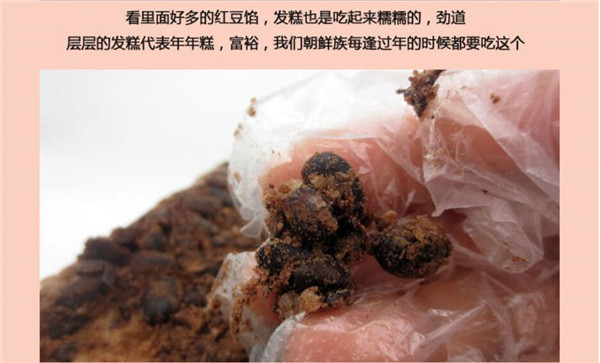 看里面好多的红豆馅，发糕也是吃起来糯糯的，劲道
层层的发糕代表年年糕，富裕，我们朝鲜族每逢过年的时候都要吃这个